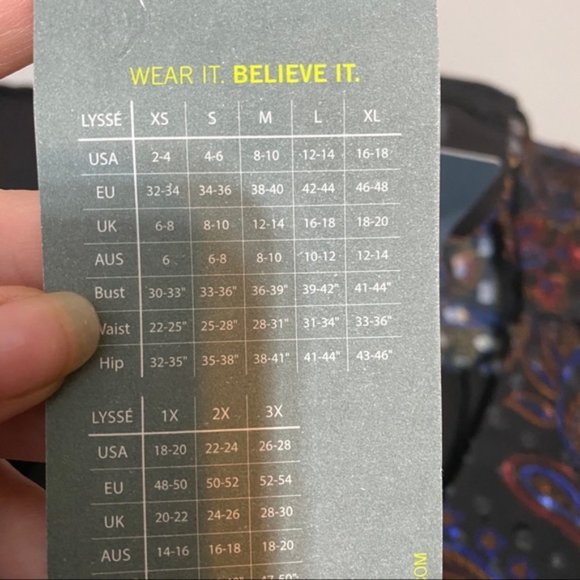 WEAR IT. BELIEVE IT.
LYSSÉ XS S M L XL
USA 2-4 4-6 8-10 12-14 16-18
EU 32-34 34-36 38-40 42-44 46-48
UK 6-8 8-10 12-14 16-18 18-20
AUS 6 6-8 8-10 10-12 12-14
Bust 30-33" 33-36" 36-39" 39-42" 41-44"
Waist 22-25" 25-28" 28-31" 31-34" 33-36"
Hip 32-35" 35-38" 38-41" 41-44" 43-46"
LYSSÉ 1X 2X 3X
USA 18-20 22-24 26-28
EU 48-50 50-52 52-54
UK 20-22 24-26 28-30
AUS 14-16 16-18 18-20
OM